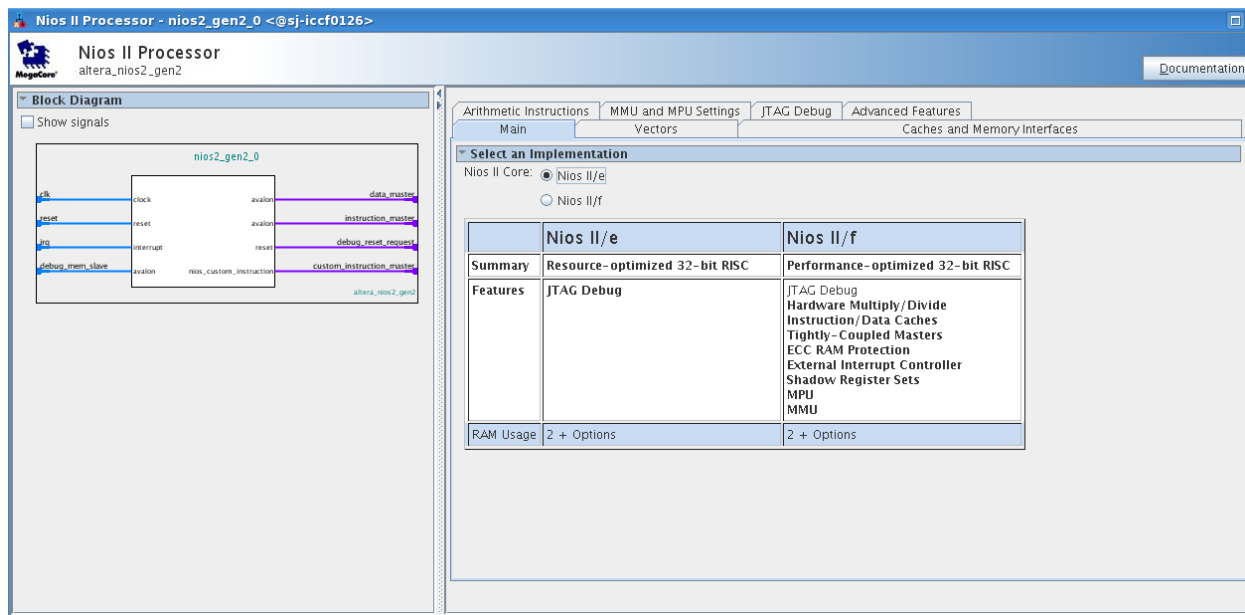 Nios II Processor - nios2_gen2_0 <@sj-iccf0126>
MegaCore'
Nios II Processor
altera_nios2_gen2
Documentation
Block Diagram
Show signals
nios2_gen2_0
clk
clock
avalon
data_master
reset
reset
avalon
instruction_master
irq
interrupt
reset
debug_reset_request
debug_mem_slave
avalon
nios_custom_instruction
custom_instruction_master
altera_nios2_gen2
Arithmetic Instructions
MMU and MPU Settings
JTAG Debug
Advanced Features
Main
Vectors
Caches and Memory Interfaces
Select an Implementation
Nios II Core:
Nios II/e
Nios II/f
Nios II/e
Nios II/f
Summary
Resource-optimized 32-bit RISC
Performance-optimized 32-bit RISC
Features
JTAG Debug
JTAG Debug
Hardware Multiply/Divide
Instruction/Data Caches
Tightly-Coupled Masters
ECC RAM Protection
External Interrupt Controller
Shadow Register Sets
MPU
MMU
RAM Usage
2 + Options
2 + Options